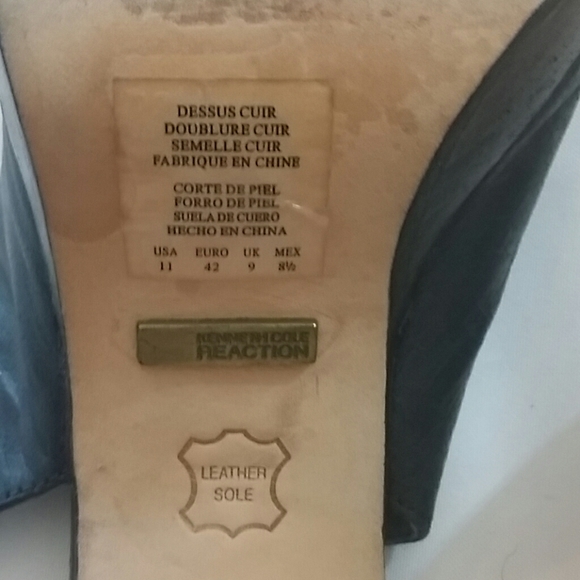 DESSUS CUIR
DOUBLURE CUIR
SEMELLE CUIR
FABRIQUE EN CHINE
CORTE DE PIEL
FORRO DE PIEL
SUELA DE CUERO
HECHO EN CHINA
USA EURO UK MEX
11 42 9 8½
KENNETH COLE
REACTION
LEATHER
SOLE